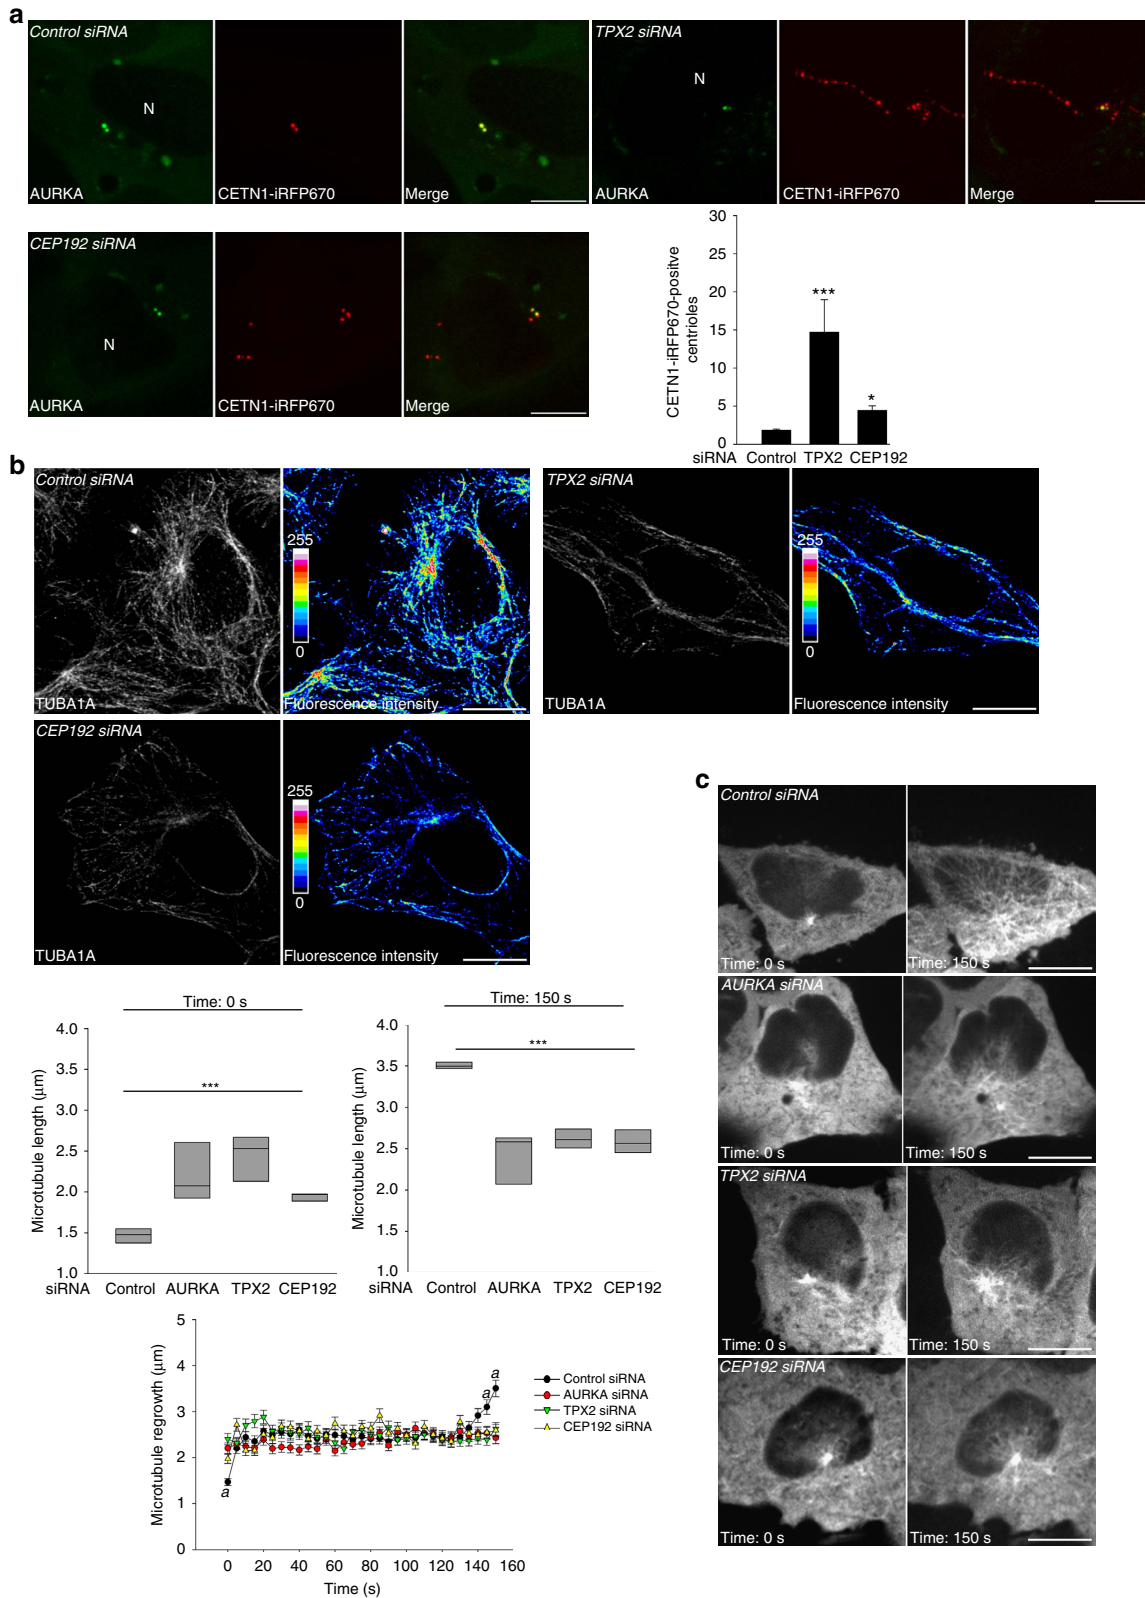 a
Control siRNA
N
AURKA
CETN1-iRFP670
Merge
TPX2 siRNA
N
AURKA
CETN1-iRFP670
Merge
CEP192 siRNA
N
AURKA
CETN1-iRFP670
Merge
CETN1-iRFP670-positve
centrioles
30
25
20
15
10
5
0
***
*
siRNA Control TPX2 CEP192
b
Control siRNA
255
0
TUBA1A
Fluorescence intensity
TPX2 siRNA
255
0
TUBA1A
Fluorescence intensity
CEP192 siRNA
255
0
TUBA1A
Fluorescence intensity
Time: 0 s
***
Microtubule length (µm)
4.0
3.5
3.0
2.5
2.0
1.5
1.0
siRNA Control AURKA TPX2 CEP192
Time: 150 s
***
Microtubule length (µm)
4.0
3.5
3.0
2.5
2.0
1.5
1.0
siRNA Control AURKA TPX2 CEP192
Microtubule regrowth (µm)
5
4
3
2
1
0
a
a
a
Control siRNA
AURKA siRNA
TPX2 siRNA
CEP192 siRNA
0 20 40 60 80 100 120 140 160
Time (s)
c
Control siRNA
Time: 0 s
Time: 150 s
AURKA siRNA
Time: 0 s
Time: 150 s
TPX2 siRNA
Time: 0 s
Time: 150 s
CEP192 siRNA
Time: 0 s
Time: 150 s